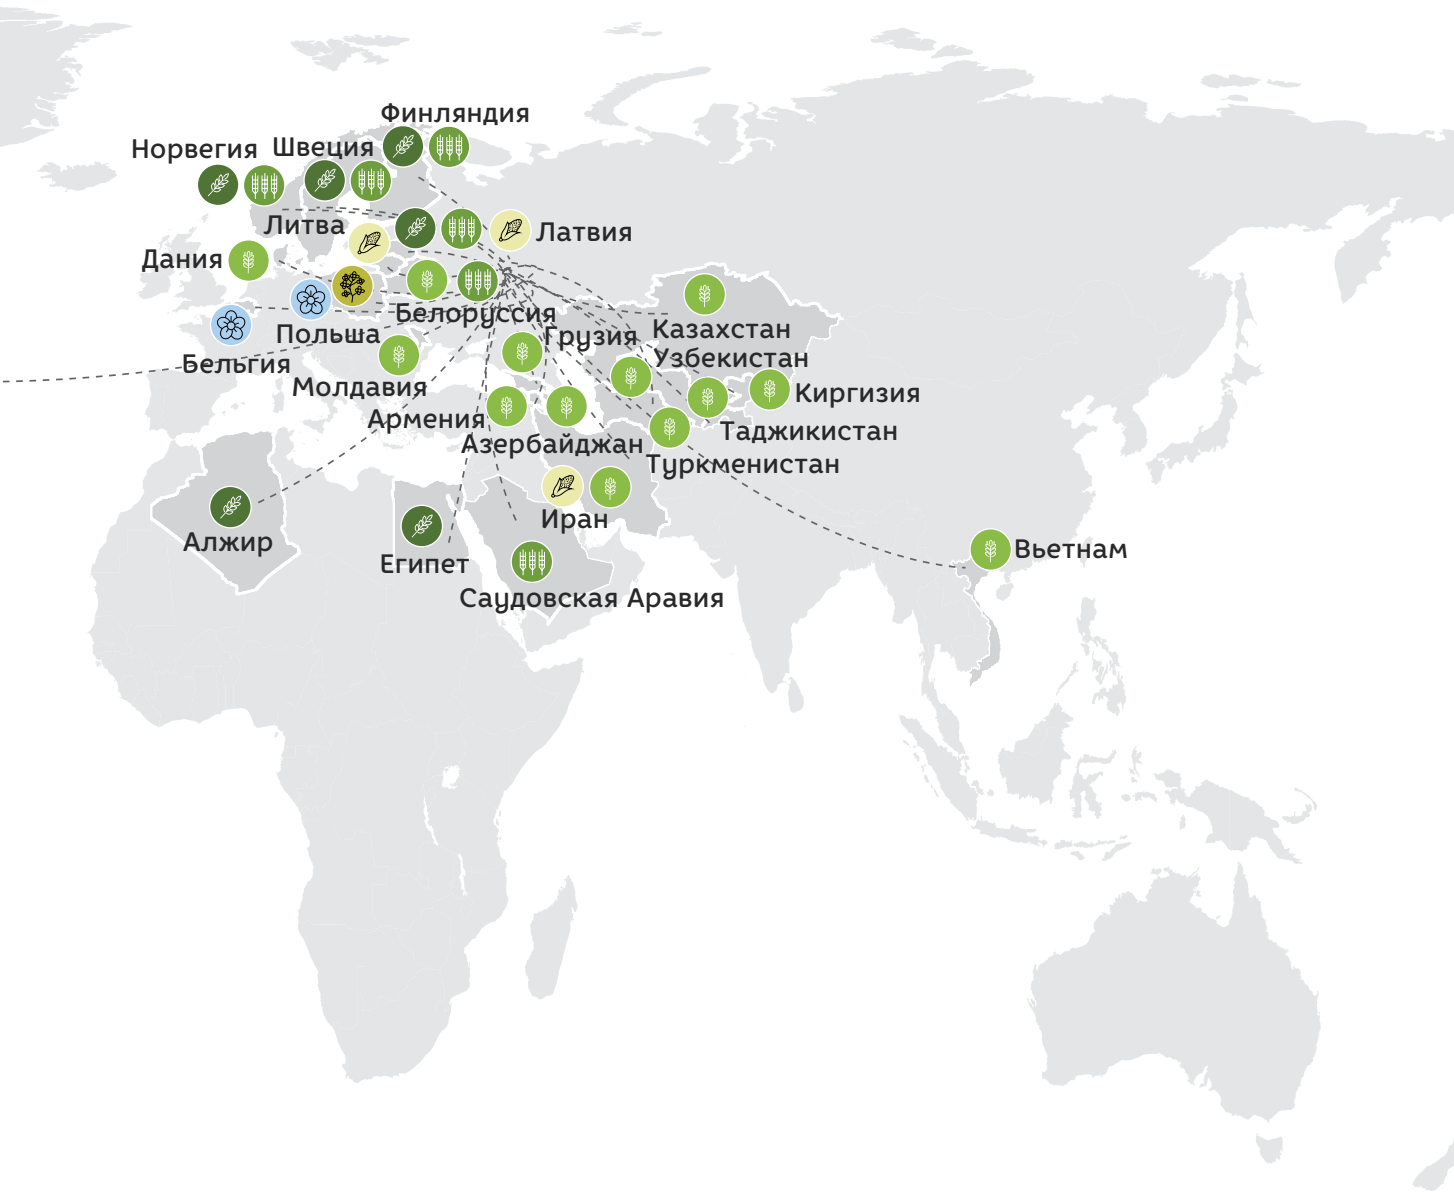 Финляндия
Норвегия
Швеция
Литва
Латвия
Дания
Белоруссия
Польша
Грузия
Казахстан
Бельгия
Узбекистан
Молдавия
Киргизия
Армения
Таджикистан
Азербайджан
Туркменистан
Иран
Алжир
Вьетнам
Египет
Саудовская Аравия